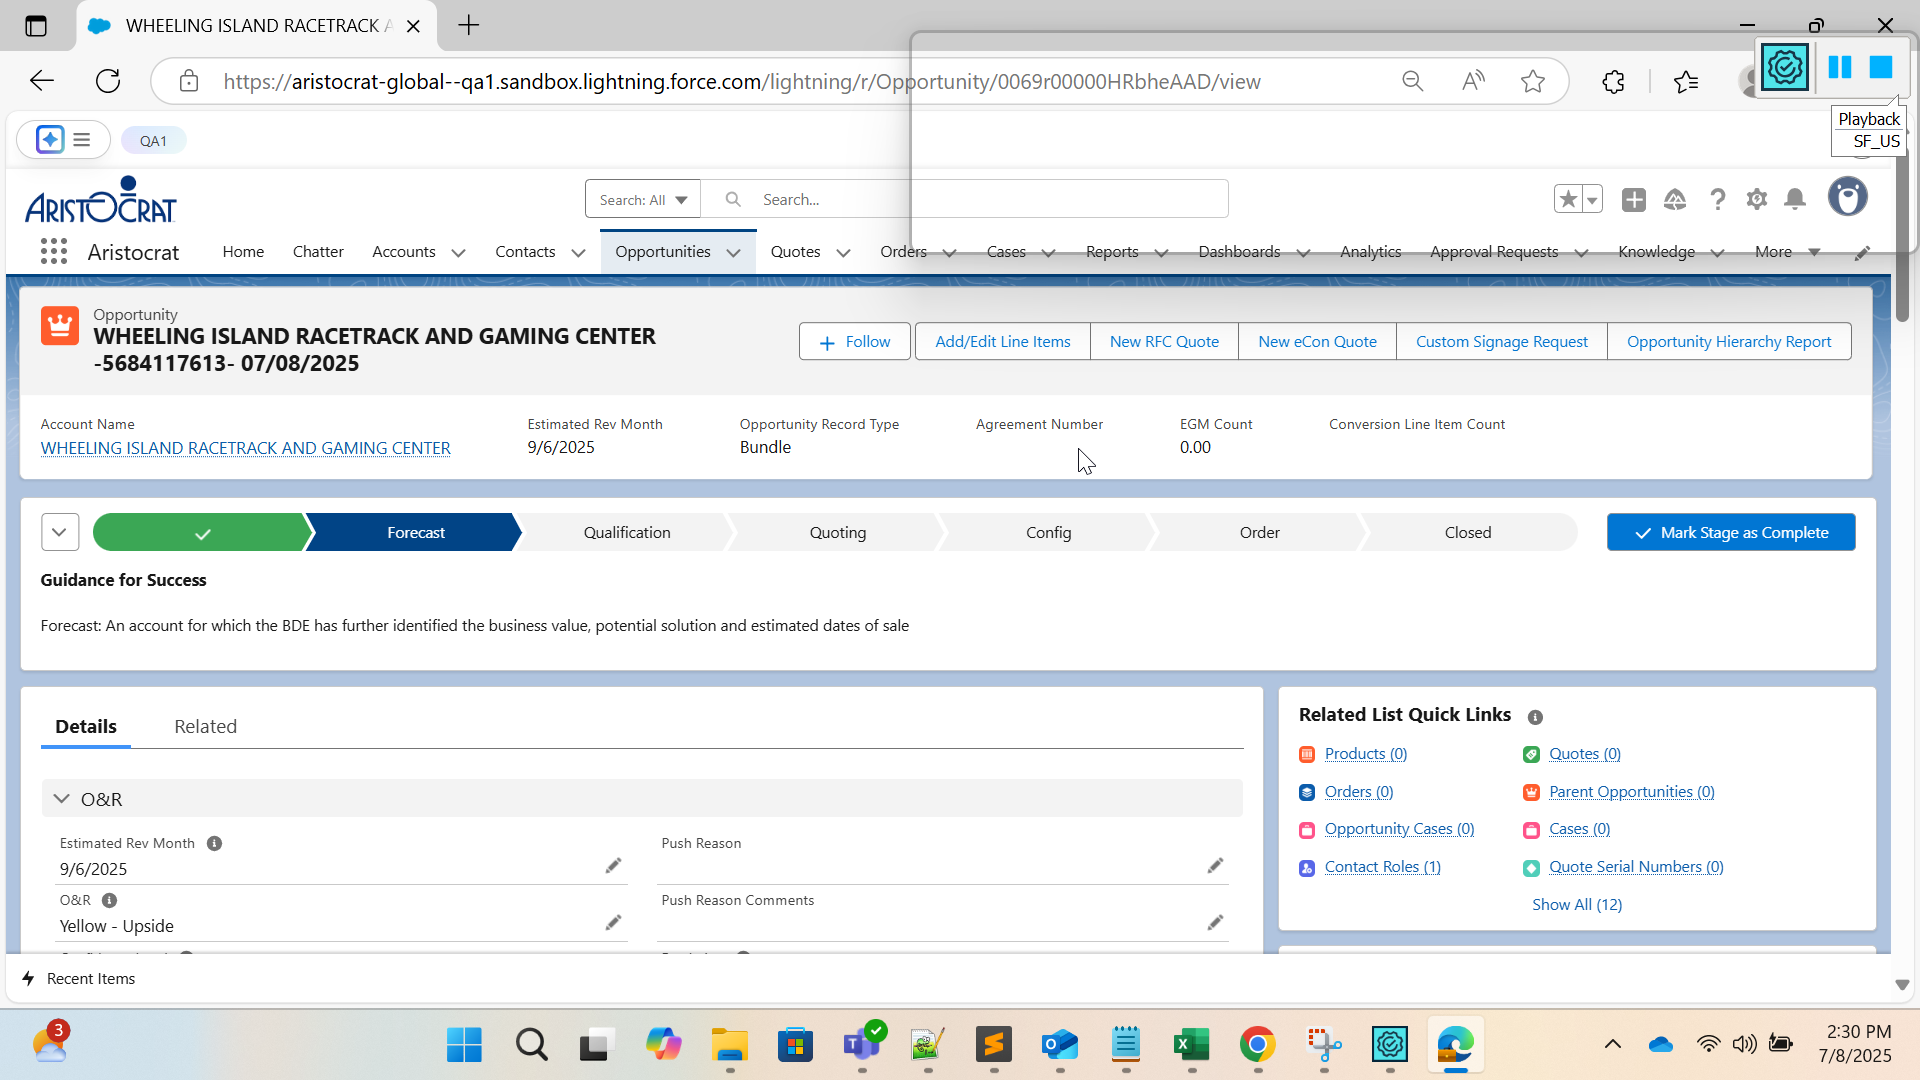 WHEELING ISLAND RACETRACK A
https://aristocrat-global--qa1.sandbox.lightning.force.com/lightning/r/Opportunity/0069r00000HRbheAAD/view
Playback
SF_US
QA1
ARISTOCRAT
Search: All
Search...
Aristocrat
Home
Chatter
Accounts
Contacts
Opportunities
Quotes
Orders
Cases
Reports
Dashboards
Analytics
Approval Requests
Knowledge
More
Opportunity
WHEELING ISLAND RACETRACK AND GAMING CENTER
-5684117613- 07/08/2025
Follow
Add/Edit Line Items
New RFC Quote
New eCon Quote
Custom Signage Request
Opportunity Hierarchy Report
Account Name
WHEELING ISLAND RACETRACK AND GAMING CENTER
Estimated Rev Month
9/6/2025
Opportunity Record Type
Bundle
Agreement Number
EGM Count
0.00
Conversion Line Item Count
Forecast
Qualification
Quoting
Config
Order
Closed
Mark Stage as Complete
Guidance for Success
Forecast: An account for which the BDE has further identified the business value, potential solution and estimated dates of sale
Details
Related
O&R
Estimated Rev Month
9/6/2025
Push Reason
O&R
Yellow - Upside
Push Reason Comments
Related List Quick Links
Products (0)
Quotes (0)
Orders (0)
Parent Opportunities (0)
Opportunity Cases (0)
Cases (0)
Contact Roles (1)
Quote Serial Numbers (0)
Show All (12)
Recent Items
3
2:30 PM
7/8/2025